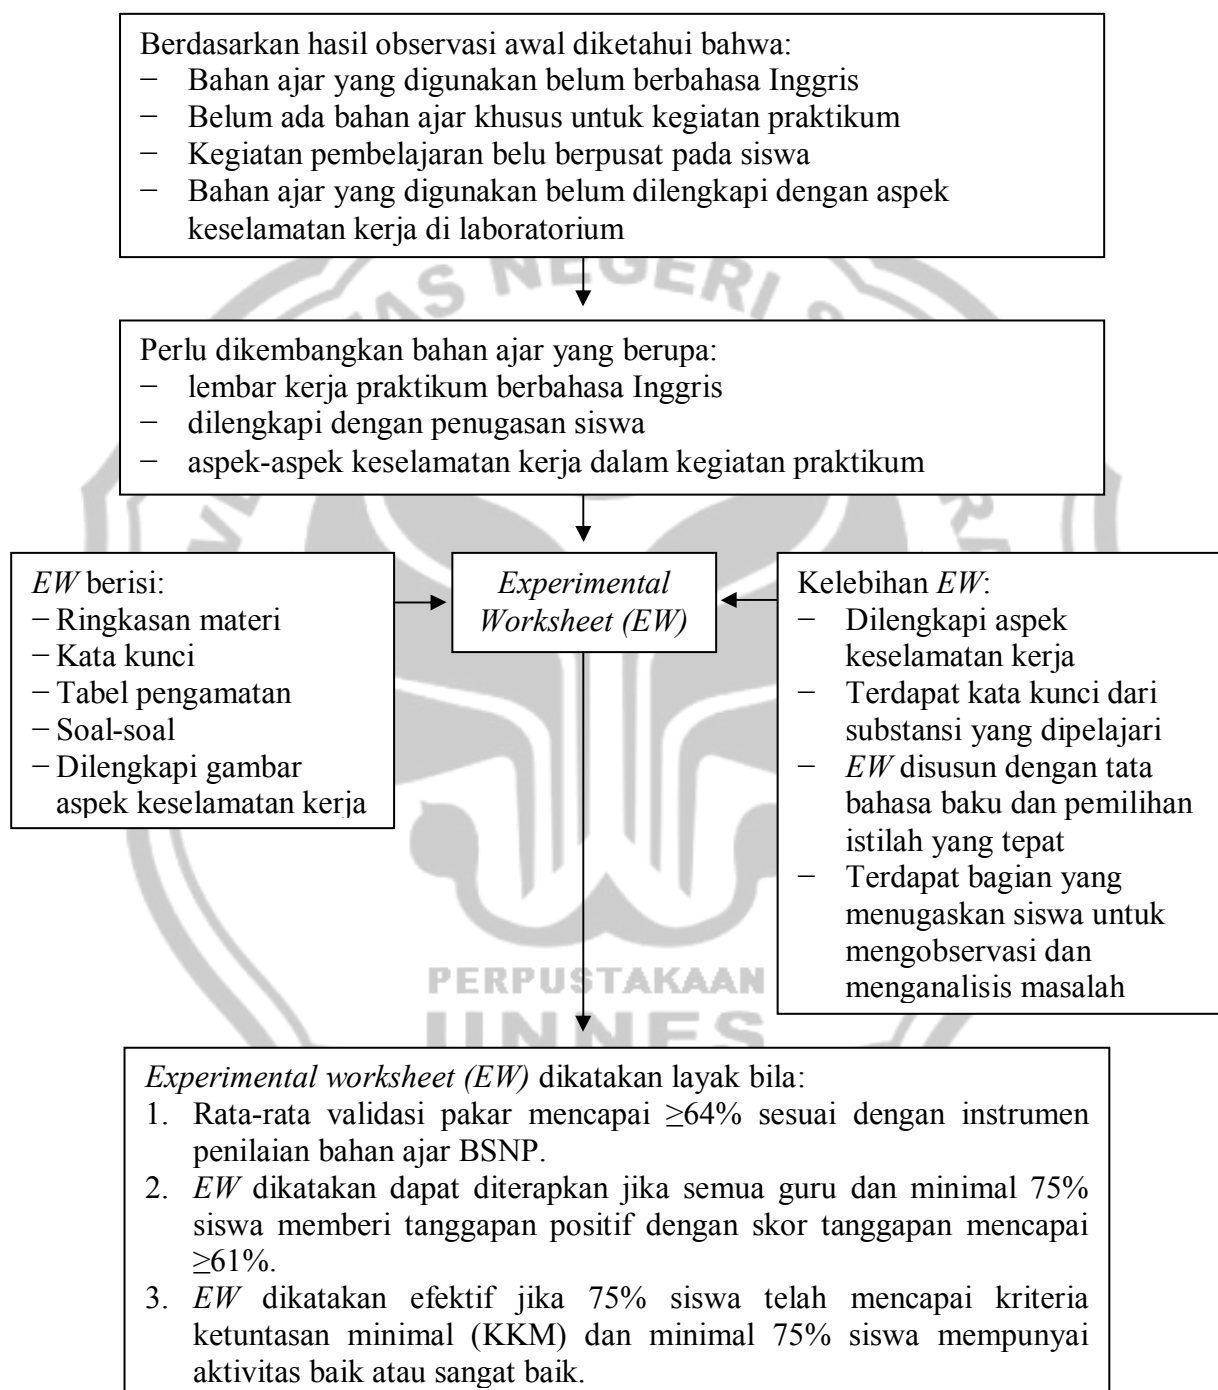 Berdasarkan hasil observasi awal diketahui bahwa:
− Bahan ajar yang digunakan belum berbahasa Inggris
− Belum ada bahan ajar khusus untuk kegiatan praktikum
− Kegiatan pembelajaran belu berpusat pada siswa
− Bahan ajar yang digunakan belum dilengkapi dengan aspek
keselamatan kerja di laboratorium
Perlu dikembangkan bahan ajar yang berupa:
− lembar kerja praktikum berbahasa Inggris
− dilengkapi dengan penugasan siswa
− aspek-aspek keselamatan kerja dalam kegiatan praktikum
EW berisi:
− Ringkasan materi
− Kata kunci
− Tabel pengamatan
− Soal-soal
− Dilengkapi gambar
aspek keselamatan kerja
Experimental
Worksheet (EW)
Kelebihan EW:
− Dilengkapi aspek
keselamatan kerja
− Terdapat kata kunci dari
substansi yang dipelajari
− EW disusun dengan tata
bahasa baku dan pemilihan
istilah yang tepat
− Terdapat bagian yang
menugaskan siswa untuk
mengobservasi dan
menganalisis masalah
PERPUSTAKAAN
UNNES
Experimental worksheet (EW) dikatakan layak bila:
1. Rata-rata validasi pakar mencapai ≥64% sesuai dengan instrumen
penilaian bahan ajar BSNP.
2. EW dikatakan dapat diterapkan jika semua guru dan minimal 75%
siswa memberi tanggapan positif dengan skor tanggapan mencapai
≥61%.
3. EW dikatakan efektif jika 75% siswa telah mencapai kriteria
ketuntasan minimal (KKM) dan minimal 75% siswa mempunyai
aktivitas baik atau sangat baik.